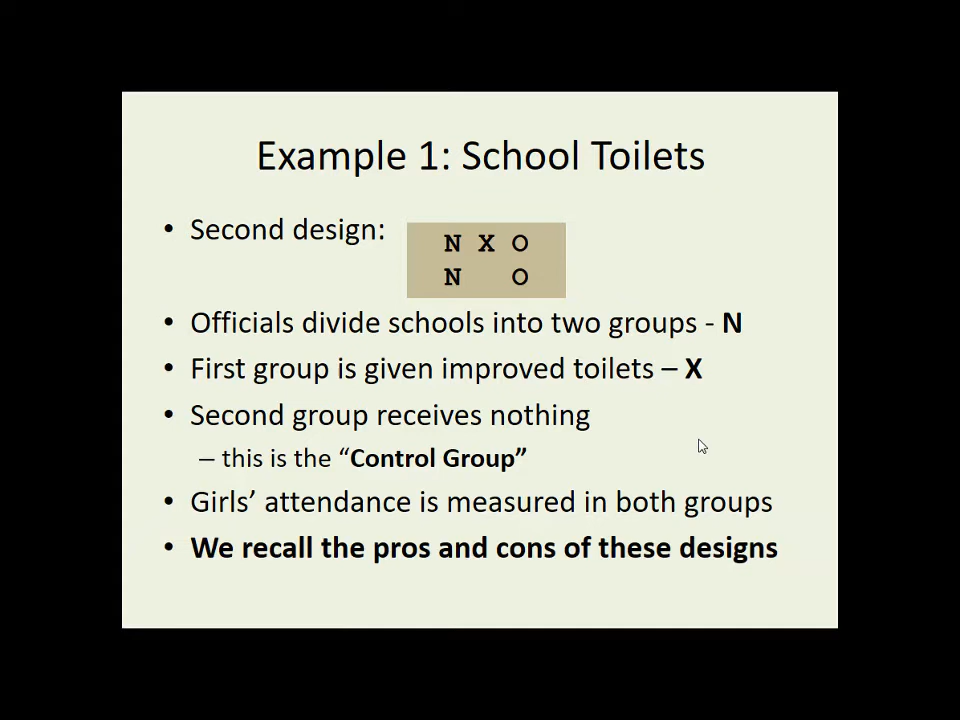 Example 1: School Toilets
• Second design:
N X O
N O
• Officials divide schools into two groups - N
• First group is given improved toilets – X
• Second group receives nothing
– this is the “Control Group”
• Girls’ attendance is measured in both groups
• We recall the pros and cons of these designs